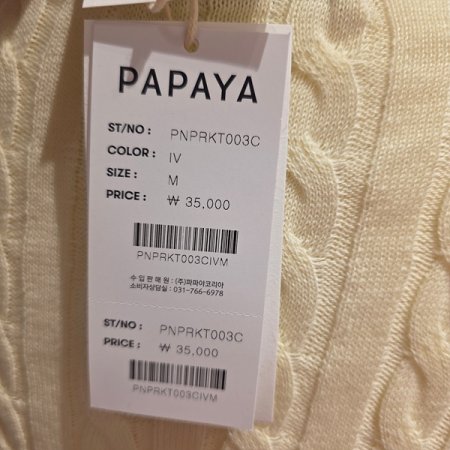 PAPAYA
ST/NO : PNPRKT003C
COLOR : IV
SIZE : M
PRICE : ₩ 35,000
PNPRKT003CIVM
수입판매원 : (주)파파야코리아
소비자상담실 : 031-766-6978
ST/NO : PNPRKT003C
PRICE : ₩ 35,000
PNPRKT003CIVM